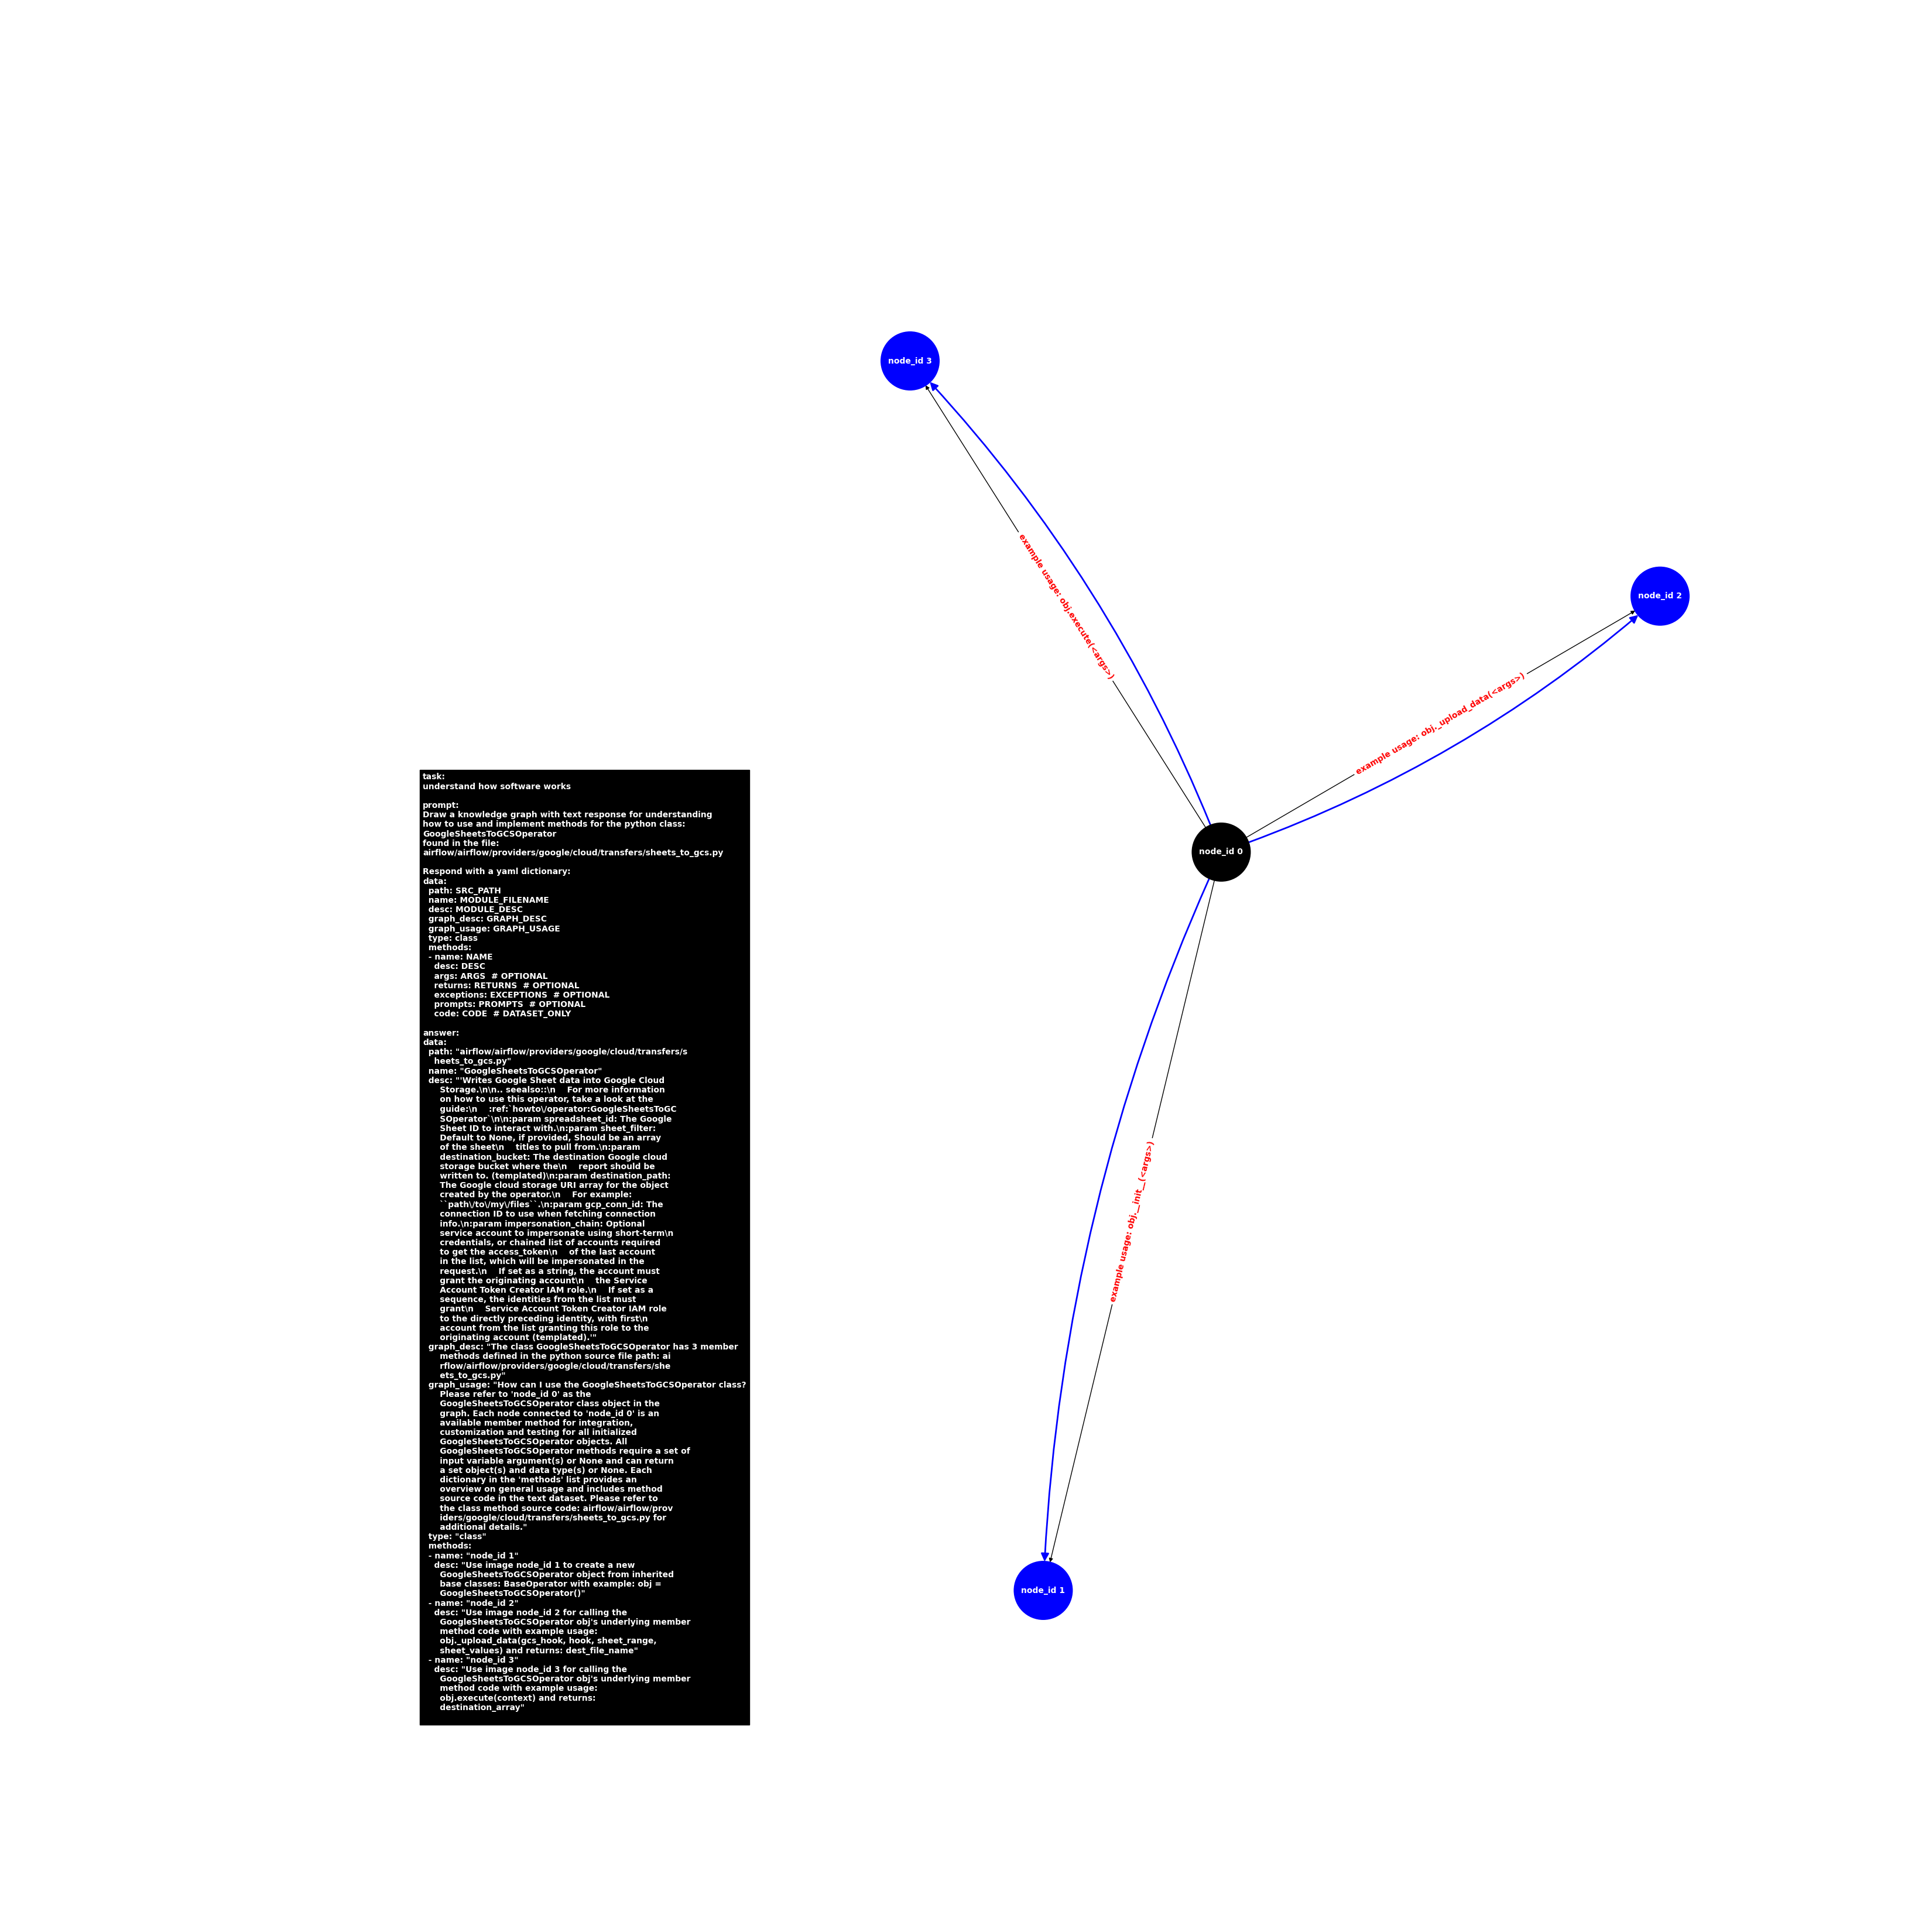 node_id 3
node_id 2
example usage: obj.execute(<args>)
example usage: obj._upload_data(<args>)
node_id 0
task:
understand how software works

prompt:
Draw a knowledge graph with text response for understanding
how to use and implement methods for the python class:
GoogleSheetsToGCSOperator
found in the file:
airflow/airflow/providers/google/cloud/transfers/sheets_to_gcs.py

Respond with a yaml dictionary:
data:
  path: SRC_PATH
  name: MODULE_FILENAME
  desc: MODULE_DESC
  graph_desc: GRAPH_DESC
  graph_usage: GRAPH_USAGE
  type: class
  methods:
  - name: NAME
    desc: DESC
    args: ARGS  # OPTIONAL
    returns: RETURNS  # OPTIONAL
    exceptions: EXCEPTIONS  # OPTIONAL
    prompts: PROMPTS  # OPTIONAL
    code: CODE  # DATASET_ONLY

answer:
data:
  path: "airflow/airflow/providers/google/cloud/transfers/s
    heets_to_gcs.py"
  name: "GoogleSheetsToGCSOperator"
  desc: "'Writes Google Sheet data into Google Cloud
      Storage.\n\n.. seealso::\n    For more information
      on how to use this operator, take a look at the
      guide:\n    :ref:`howto\/operator:GoogleSheetsToGC
      SOperator`\n\n:param spreadsheet_id: The Google
      Sheet ID to interact with.\n:param sheet_filter:
      Default to None, if provided, Should be an array
      of the sheet\n    titles to pull from.\n:param
      destination_bucket: The destination Google cloud
      storage bucket where the\n    report should be
      written to. (templated)\n:param destination_path:
      The Google cloud storage URI array for the object
      created by the operator.\n    For example:
      ``path\/to\/my\/files``.\n:param gcp_conn_id: The
      connection ID to use when fetching connection
      info.\n:param impersonation_chain: Optional
      service account to impersonate using short-term\n
      credentials, or chained list of accounts required
      to get the access_token\n    of the last account
      in the list, which will be impersonated in the
      request.\n    If set as a string, the account must
      grant the originating account\n    the Service
      Account Token Creator IAM role.\n    If set as a
      sequence, the identities from the list must
      grant\n    Service Account Token Creator IAM role
      to the directly preceding identity, with first\n
      account from the list granting this role to the
      originating account (templated).'"
  graph_desc: "The class GoogleSheetsToGCSOperator has 3 member
      methods defined in the python source file path: ai
      rflow/airflow/providers/google/cloud/transfers/she
      ets_to_gcs.py"
  graph_usage: "How can I use the GoogleSheetsToGCSOperator class?
      Please refer to 'node_id 0' as the
      GoogleSheetsToGCSOperator class object in the
      graph. Each node connected to 'node_id 0' is an
      available member method for integration,
      customization and testing for all initialized
      GoogleSheetsToGCSOperator objects. All
      GoogleSheetsToGCSOperator methods require a set of
      input variable argument(s) or None and can return
      a set object(s) and data type(s) or None. Each
      dictionary in the 'methods' list provides an
      overview on general usage and includes method
      source code in the text dataset. Please refer to
      the class method source code: airflow/airflow/prov
      iders/google/cloud/transfers/sheets_to_gcs.py for
      additional details."
  type: "class"
  methods:
  - name: "node_id 1"
    desc: "Use image node_id 1 to create a new
      GoogleSheetsToGCSOperator object from inherited
      base classes: BaseOperator with example: obj =
      GoogleSheetsToGCSOperator()"
  - name: "node_id 2"
    desc: "Use image node_id 2 for calling the
      GoogleSheetsToGCSOperator obj's underlying member
      method code with example usage:
      obj._upload_data(gcs_hook, hook, sheet_range,
      sheet_values) and returns: dest_file_name"
  - name: "node_id 3"
    desc: "Use image node_id 3 for calling the
      GoogleSheetsToGCSOperator obj's underlying member
      method code with example usage:
      obj.execute(context) and returns:
      destination_array"
example usage: obj.__init__(<args>)
node_id 1